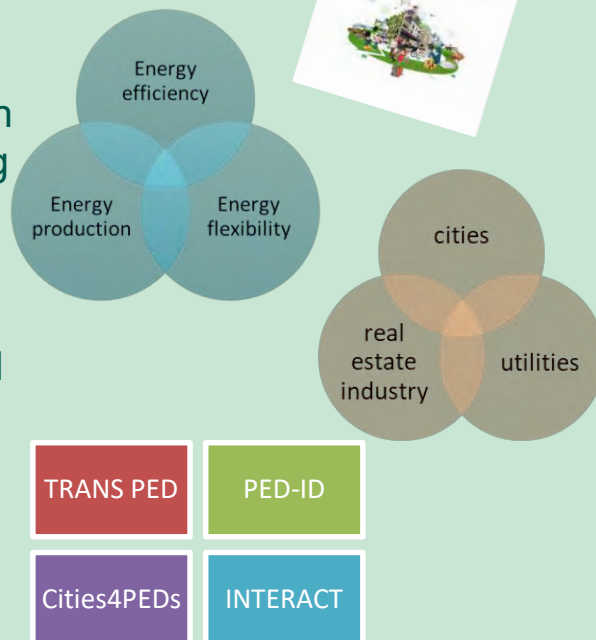 Energy
efficiency
Energy
production
Energy
flexibility
cities
real
estate
industry
utilities
TRANS PED
PED-ID
Cities4PEDs
INTERACT